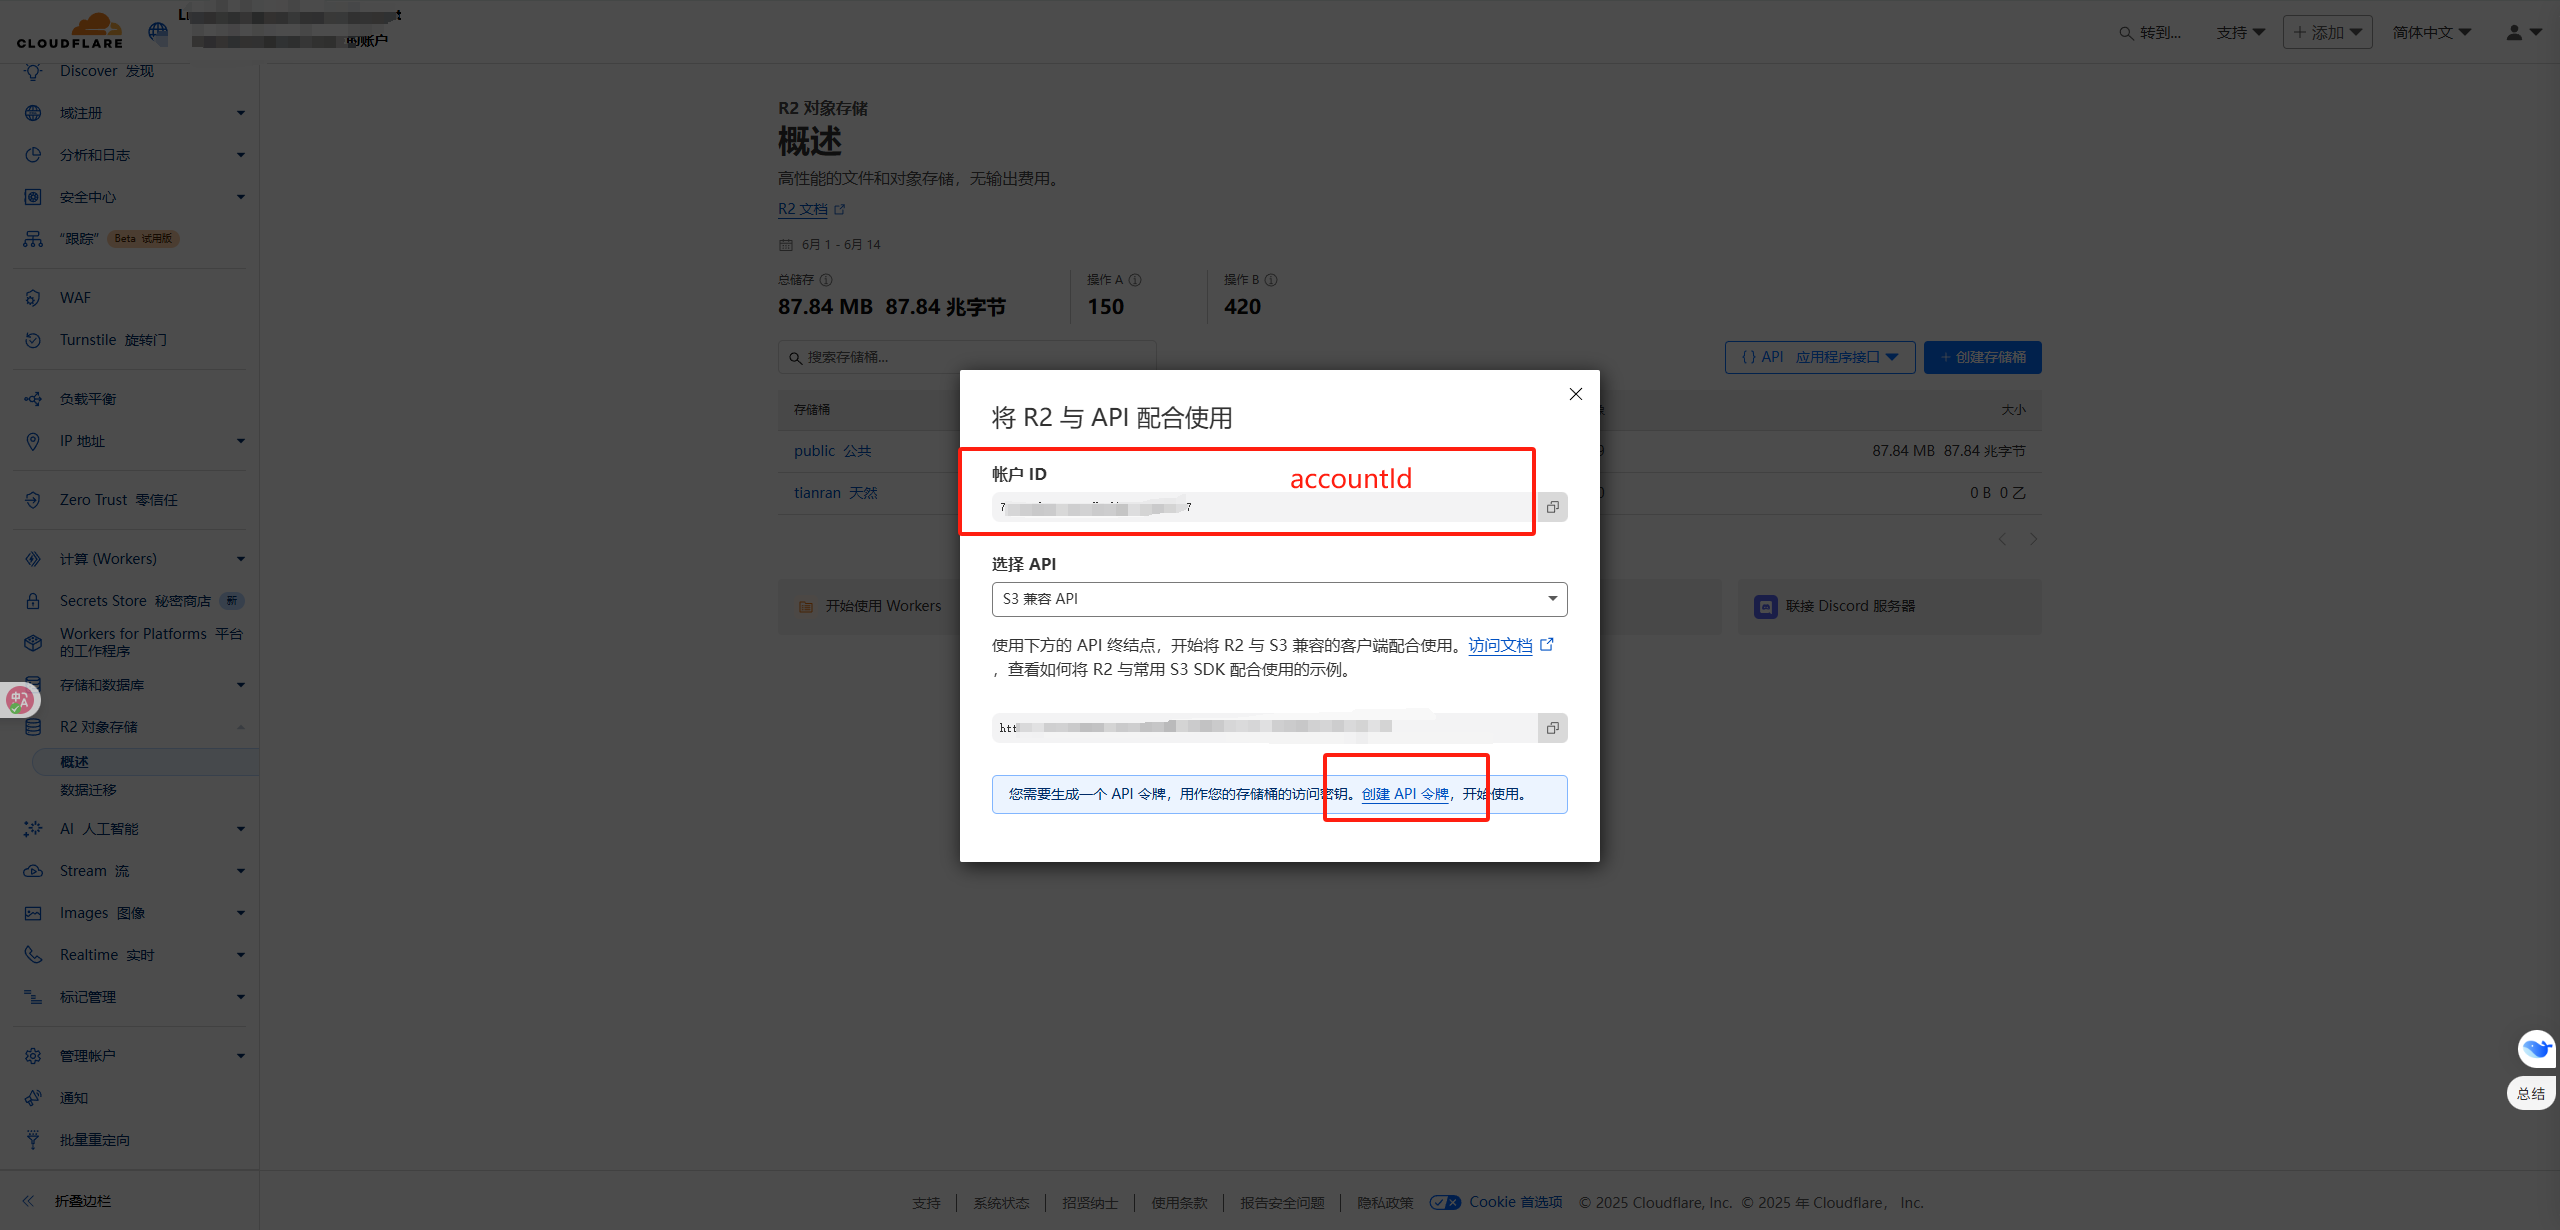 CLOUDFLARE
的账户
转到...
支持
添加
简体中文
Discover 发现
域注册
分析和日志
安全中心
“跟踪” Beta 试用版
WAF
Turnstile 旋转门
负载平衡
IP 地址
Zero Trust 零信任
计算 (Workers)
Secrets Store 秘密商店 新
Workers for Platforms 平台
的工作程序
存储和数据库
R2 对象存储
概述
数据迁移
AI 人工智能
Stream 流
Images 图像
Realtime 实时
标记管理
管理帐户
通知
批量重定向
折叠边栏
R2 对象存储
概述
高性能的文件和对象存储，无输出费用。
R2 文档
6月 1 - 6月 14
总储存 操作 A 操作 B
87.84 MB 87.84 兆字节 150 420
搜索存储桶...
{ } API 应用程序接口
+ 创建存储桶
存储桶 大小
public 公共 87.84 MB 87.84 兆字节
tianran 天然 0 B 0 乙
开始使用 Workers
联接 Discord 服务器
将 R2 与 API 配合使用
帐户 ID
accountId
选择 API
S3 兼容 API
使用下方的 API 终结点，开始将 R2 与 S3 兼容的客户端配合使用。访问文档
，查看如何将 R2 与常用 S3 SDK 配合使用的示例。
您需要生成一个 API 令牌，用作您的存储桶的访问密钥。创建 API 令牌，开始使用。
总结
支持 系统状态 招贤纳士 使用条款 报告安全问题 隐私政策 Cookie 首选项 © 2025 Cloudflare, Inc. © 2025 年 Cloudflare， Inc.